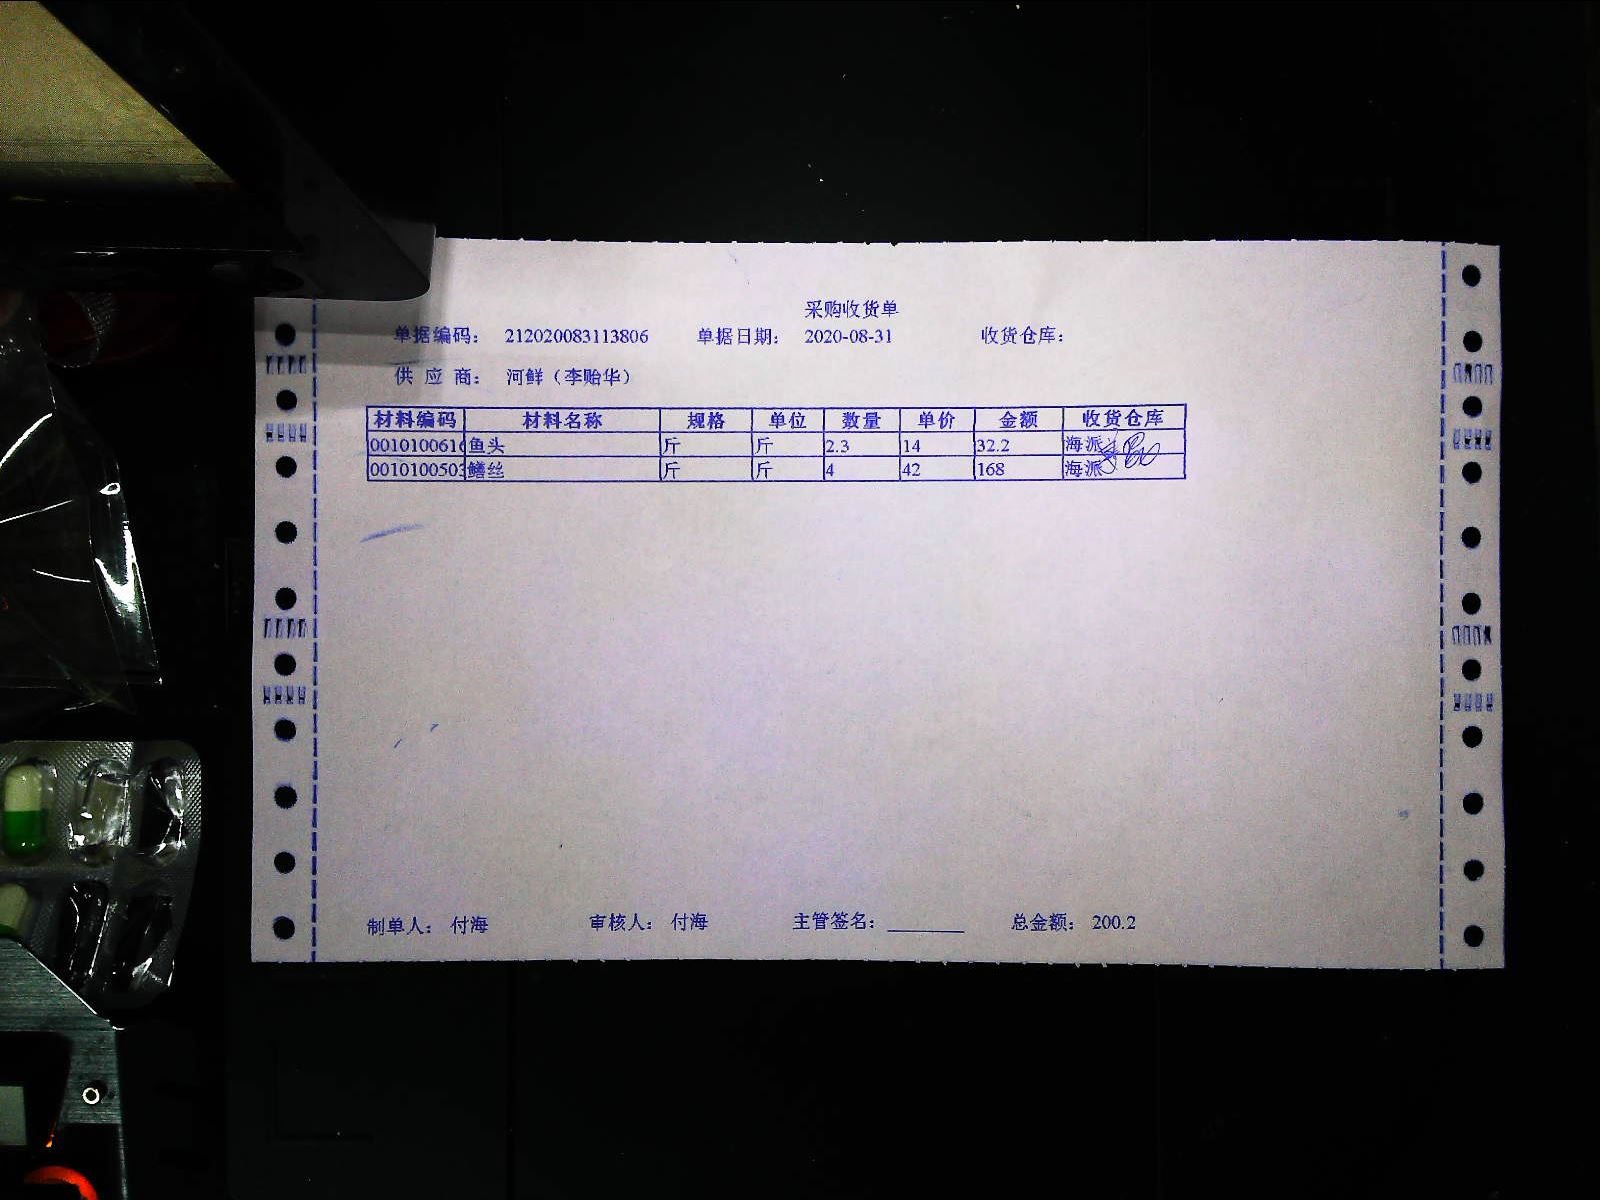 采购收货单
单据编码： 212020083113806 单据日期： 2020-08-31 收货仓库：
供 应 商： 河鲜（李贻华）
材料编码 材料名称 规格 单位 数量 单价 金额 收货仓库
001010061 鱼头 斤 斤 2.3 14 32.2 海派
001010050 鳝丝 斤 斤 4 42 168 海派
制单人： 付海 审核人： 付海 主管签名： 总金额： 200.2